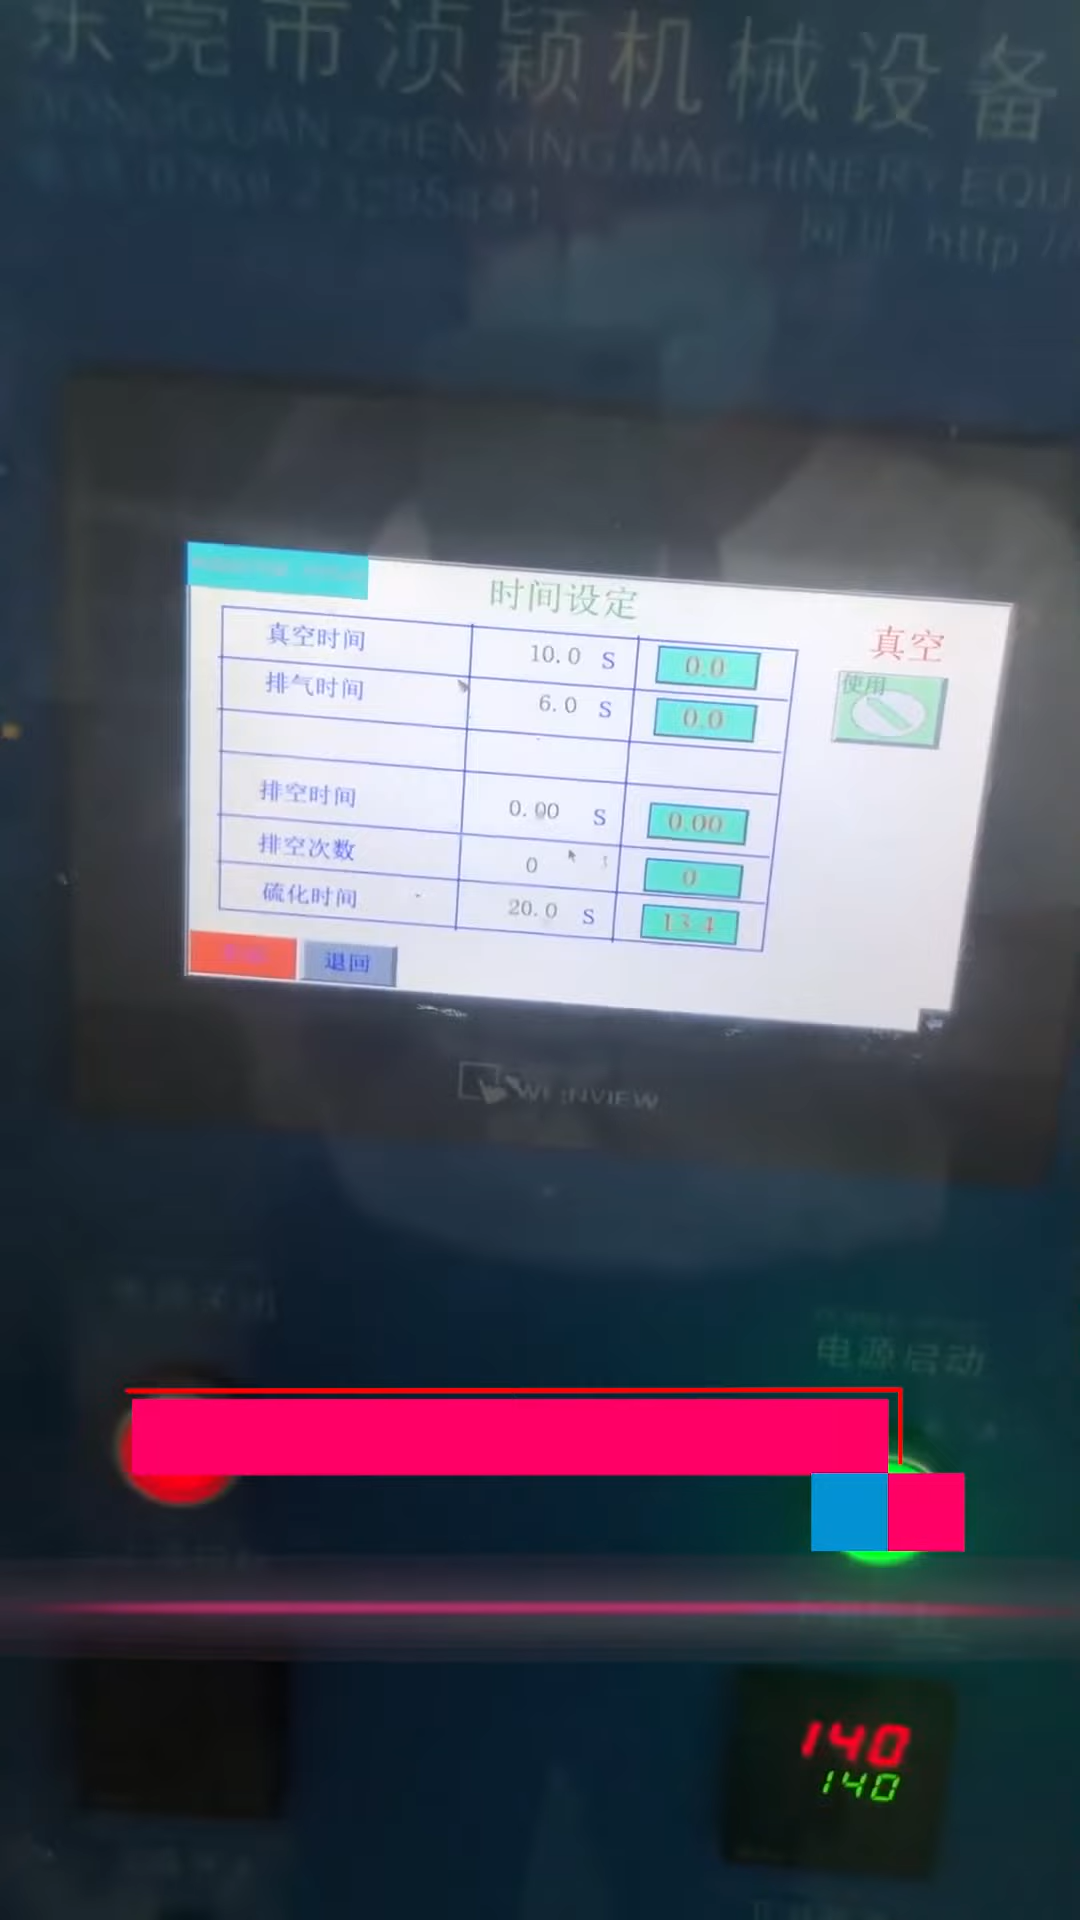 东莞市浈颖机械设备
DONGGUAN ZHENYING MACHINERY EQU
网址 http //
时间设定
真空
真空时间 10.0 S 0.0
使用
排气时间 6.0 S 0.0
排空时间 0.00 S 0.00
排空次数 0 0
硫化时间 20.0 S 13.4
退回
电源启动
140
140